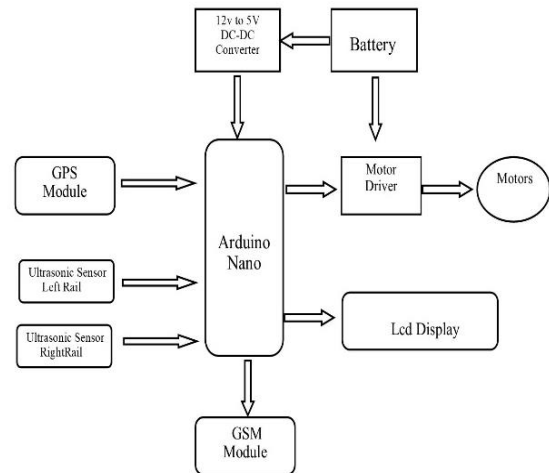 12v to 5V
DC-DC
Converter
Battery
GPS
Module
Motor
Driver
Motors
Arduino
Nano
Ultrasonic Sensor
Left Rail
Ultrasonic Sensor
RightRail
Lcd Display
GSM
Module